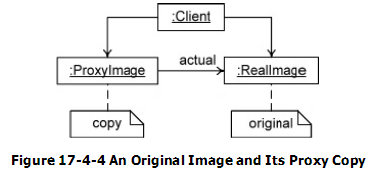 :Client
actual
:ProxyImage
:RealImage
copy
original
Figure 17-4-4 An Original Image and Its Proxy Copy